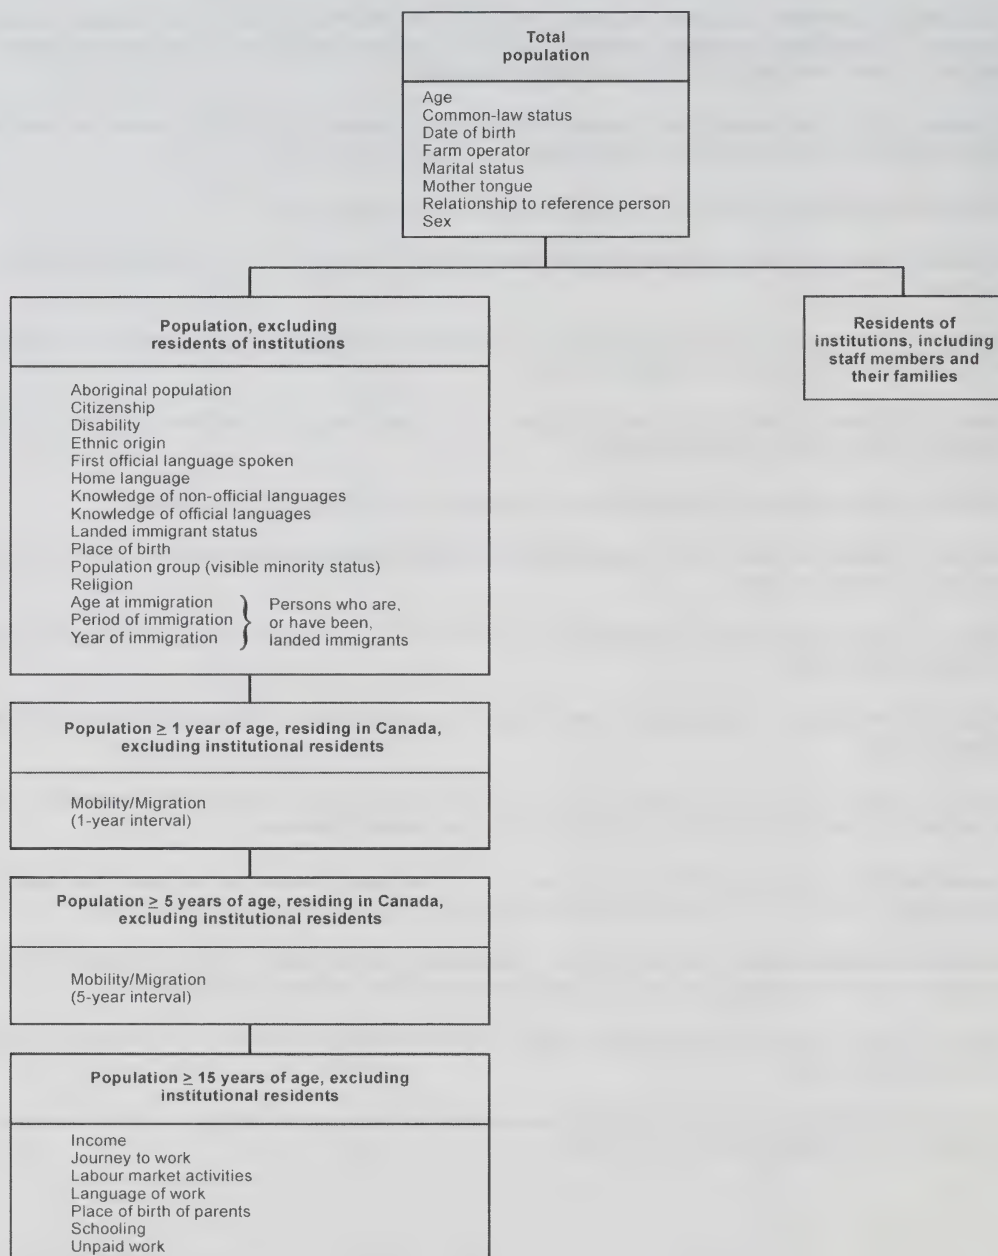 Total
population
Age
Common-law status
Date of birth
Farm operator
Marital status
Mother tongue
Relationship to reference person
Sex
Population, excluding
residents of institutions
Aboriginal population
Citizenship
Disability
Ethnic origin
First official language spoken
Home language
Knowledge of non-official languages
Knowledge of official languages
Landed immigrant status
Place of birth
Population group (visible minority status)
Religion
Age at immigration
Period of immigration
Year of immigration
Persons who are,
or have been,
landed immigrants
Residents of
institutions, including
staff members and
their families
Population ≥ 1 year of age, residing in Canada,
excluding institutional residents
Mobility/Migration
(1-year interval)
Population ≥ 5 years of age, residing in Canada,
excluding institutional residents
Mobility/Migration
(5-year interval)
Population ≥ 15 years of age, excluding
institutional residents
Income
Journey to work
Labour market activities
Language of work
Place of birth of parents
Schooling
Unpaid work